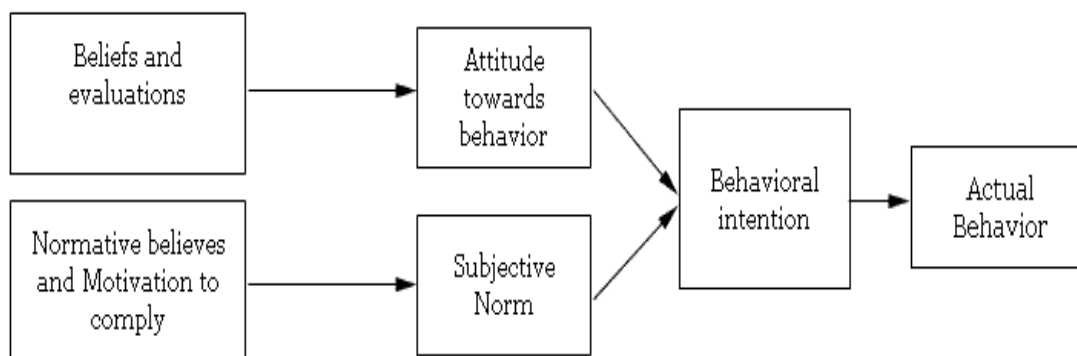 Beliefs and
evaluations
Attitude
towards
behavior
Behavioral
intention
Actual
Behavior
Normative believes
and Motivation to
comply
Subjective
Norm